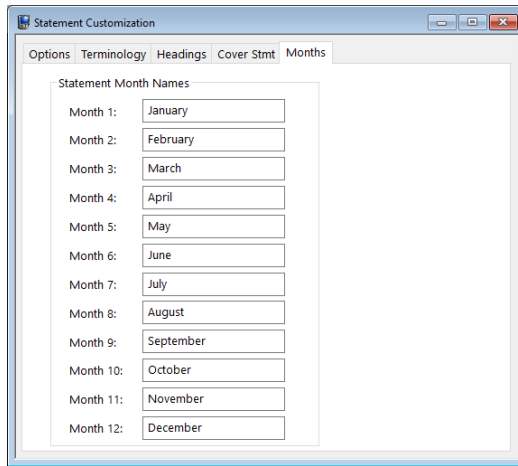 Statement Customization
Options Terminology Headings Cover Stmt Months
Statement Month Names
Month 1: January
Month 2: February
Month 3: March
Month 4: April
Month 5: May
Month 6: June
Month 7: July
Month 8: August
Month 9: September
Month 10: October
Month 11: November
Month 12: December